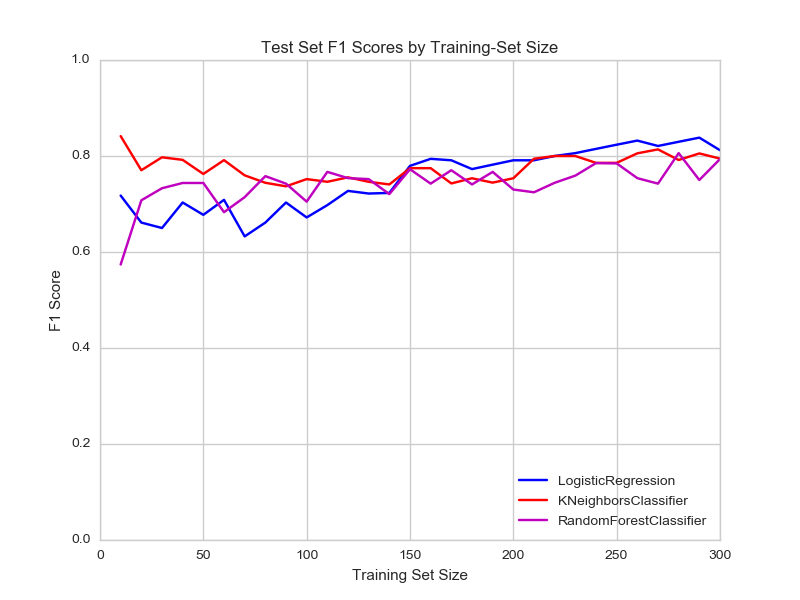 Test Set F1 Scores by Training-Set Size
1.0
0.8
0.6
0.4
0.2
0.0
F1 Score
LogisticRegression
KNeighborsClassifier
RandomForestClassifier
0 50 100 150 200 250 300
Training Set Size